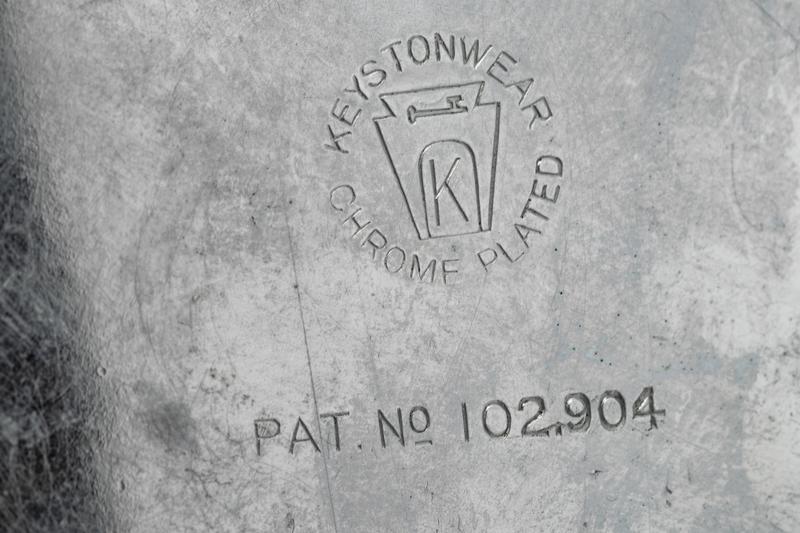 KEYSTONWEAR
K
CHROME PLATED
PAT. Nº 102,904